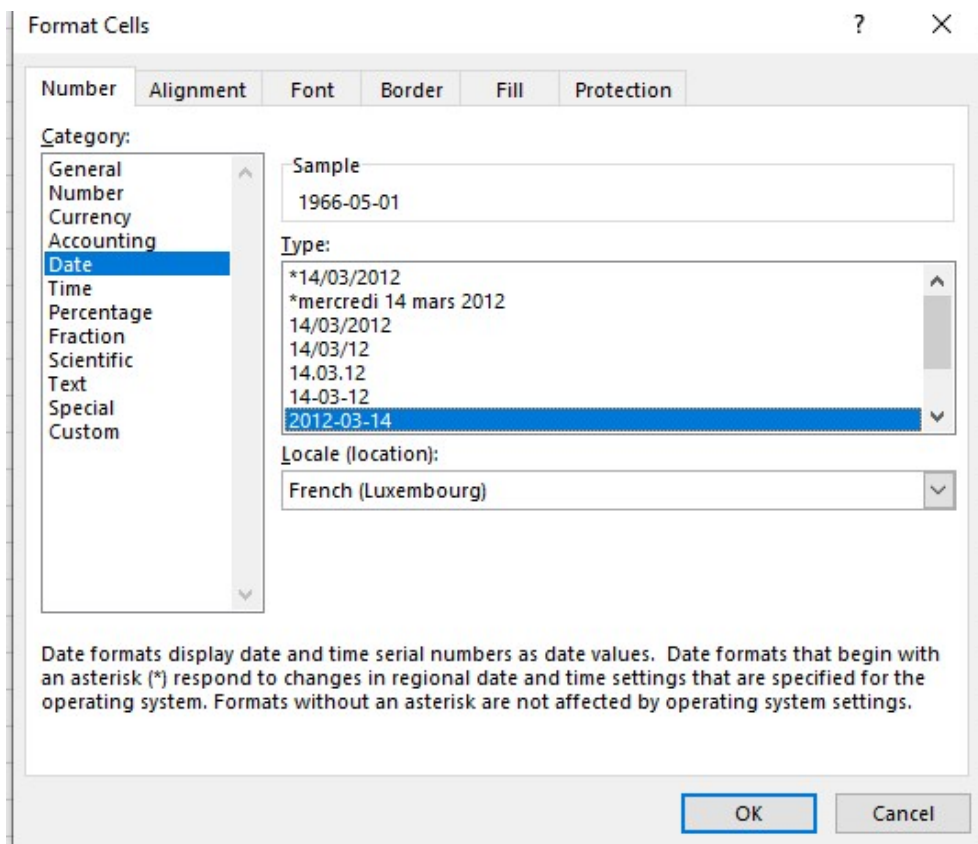 Format Cells ? ×
Number Alignment Font Border Fill Protection
Category:
General
Number
Currency
Accounting
Date
Time
Percentage
Fraction
Scientific
Text
Special
Custom
Sample
1966-05-01
Type:
*14/03/2012
*mercredi 14 mars 2012
14/03/2012
14/03/12
14.03.12
14-03-12
2012-03-14
Locale (location):
French (Luxembourg)
Date formats display date and time serial numbers as date values.  Date formats that begin with
an asterisk (*) respond to changes in regional date and time settings that are specified for the
operating system. Formats without an asterisk are not affected by operating system settings.
OK Cancel